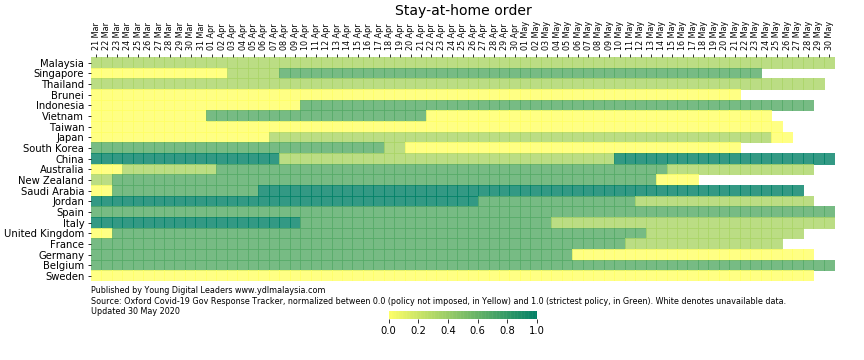 Stay-at-home order
21 Mar
22 Mar
23 Mar
24 Mar
25 Mar
26 Mar
27 Mar
28 Mar
29 Mar
30 Mar
31 Mar
01 Apr
02 Apr
03 Apr
04 Apr
05 Apr
06 Apr
07 Apr
08 Apr
09 Apr
10 Apr
11 Apr
12 Apr
13 Apr
14 Apr
15 Apr
16 Apr
17 Apr
18 Apr
19 Apr
20 Apr
21 Apr
22 Apr
23 Apr
24 Apr
25 Apr
26 Apr
27 Apr
28 Apr
29 Apr
30 Apr
01 May
02 May
03 May
04 May
05 May
06 May
07 May
08 May
09 May
10 May
11 May
12 May
13 May
14 May
15 May
16 May
17 May
18 May
19 May
20 May
21 May
22 May
23 May
24 May
25 May
26 May
27 May
28 May
29 May
30 May
Malaysia
Singapore
Thailand
Brunei
Indonesia
Vietnam
Taiwan
Japan
South Korea
China
Australia
New Zealand
Saudi Arabia
Jordan
Spain
Italy
United Kingdom
France
Germany
Belgium
Sweden
Published by Young Digital Leaders www.ydlmalaysia.com
Source: Oxford Covid-19 Gov Response Tracker, normalized between 0.0 (policy not imposed, in Yellow) and 1.0 (strictest policy, in Green). White denotes unavailable data.
Updated 30 May 2020
0.0 0.2 0.4 0.6 0.8 1.0